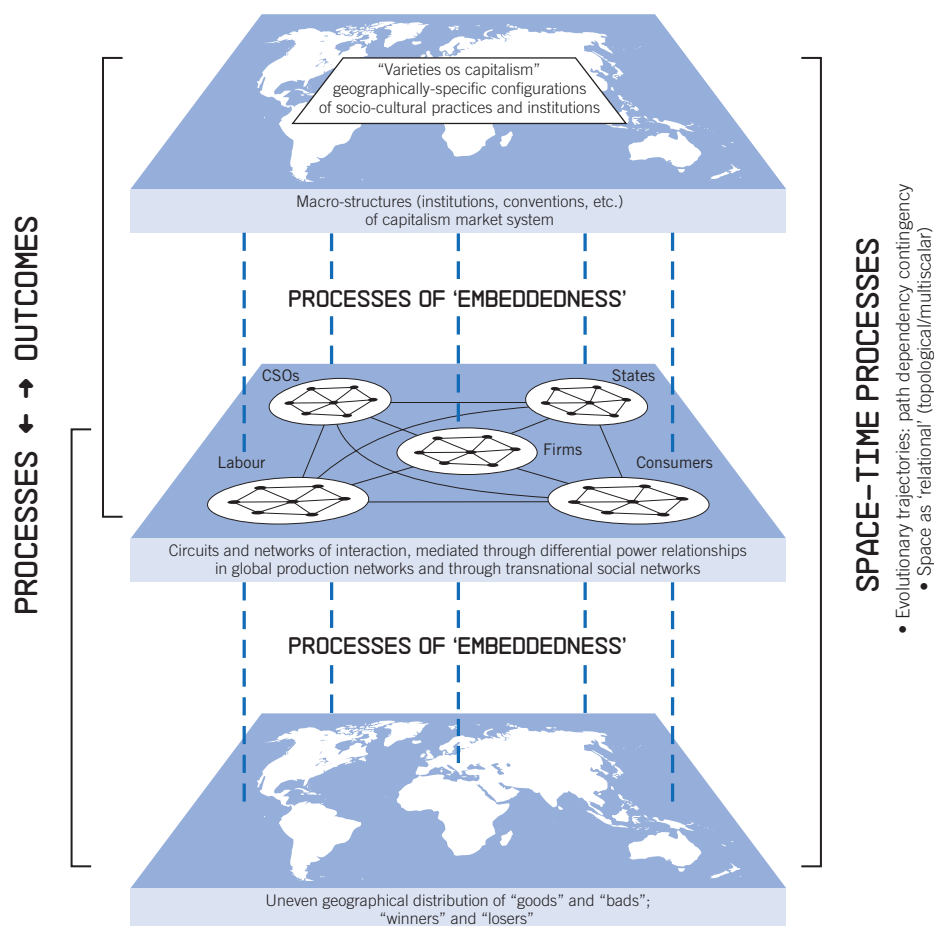 “Varieties os capitalism”
geographically-specific configurations
of socio-cultural practices and institutions
Macro-structures (institutions, conventions, etc.)
of capitalism market system
PROCESSES OF ‘EMBEDDEDNESS’
CSOs
States
Firms
Labour
Consumers
Circuits and networks of interaction, mediated through differential power relationships
in global production networks and through transnational social networks
PROCESSES OF ‘EMBEDDEDNESS’
Uneven geographical distribution of “goods” and “bads”;
“winners” and “losers”
PROCESSES ← → OUTCOMES
SPACE-TIME PROCESSES
• Evolutionary trajectories: path dependency contingency
• Space as ‘relational’ (topological/multiscalar)